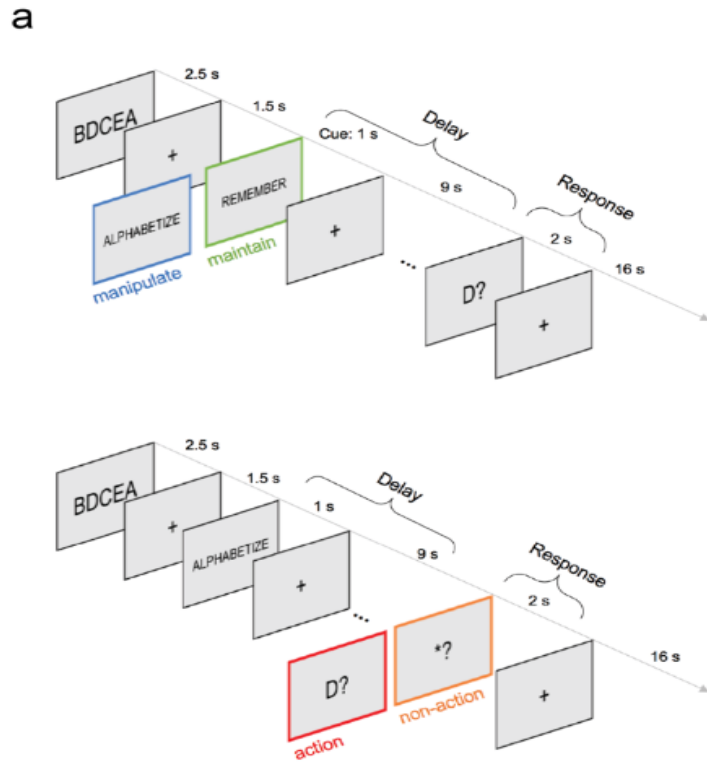 a
2.5 s
BDCEA
1.5 s
+
Cue: 1 s
Delay
ALPHABETIZE
REMEMBER
9 s
Response
manipulate
maintain
+
...
2 s
D?
16 s
+
2.5 s
BDCEA
1.5 s
+
1 s
Delay
ALPHABETIZE
9 s
+
Response
...
2 s
D?
*?
16 s
action
non-action
+